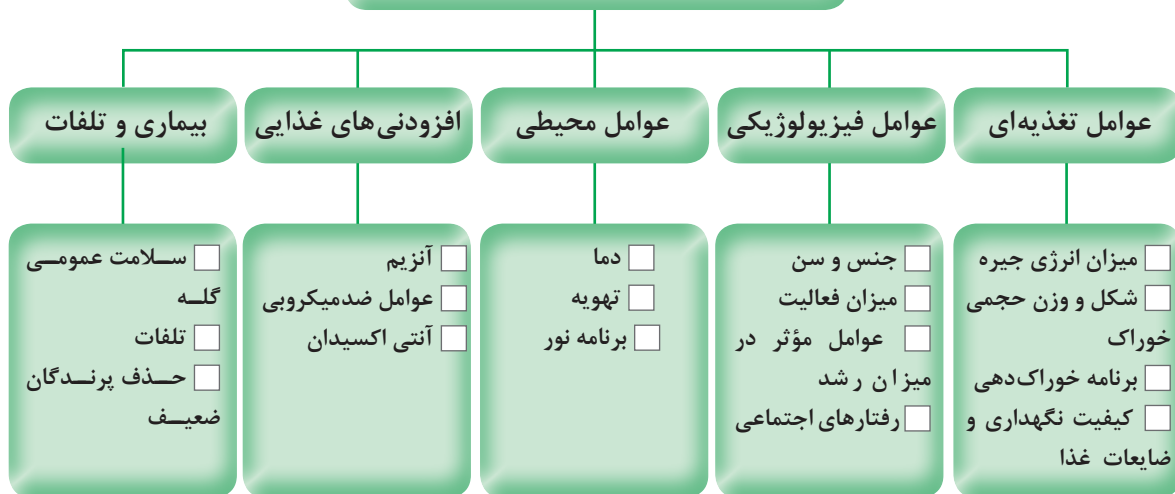 عوامل تغذیه‌ای
عوامل فیزیولوژیکی
عوامل محیطی
افزودنی‌های غذایی
بیماری و تلفات
میزان انرژی جیره
شکل و وزن حجمی
خوراک
برنامه خوراک‌دهی
کیفیت نگهداری و
ضایعات غذا
جنس و سن
میزان فعالیت
عوامل مؤثر در
میزان رشد
رفتارهای اجتماعی
دما
تهویه
برنامه نور
آنزیم
عوامل ضدمیکروبی
آنتی اکسیدان
سلامت عمومی
گله
تلفات
حذف پرندگان
ضعیف